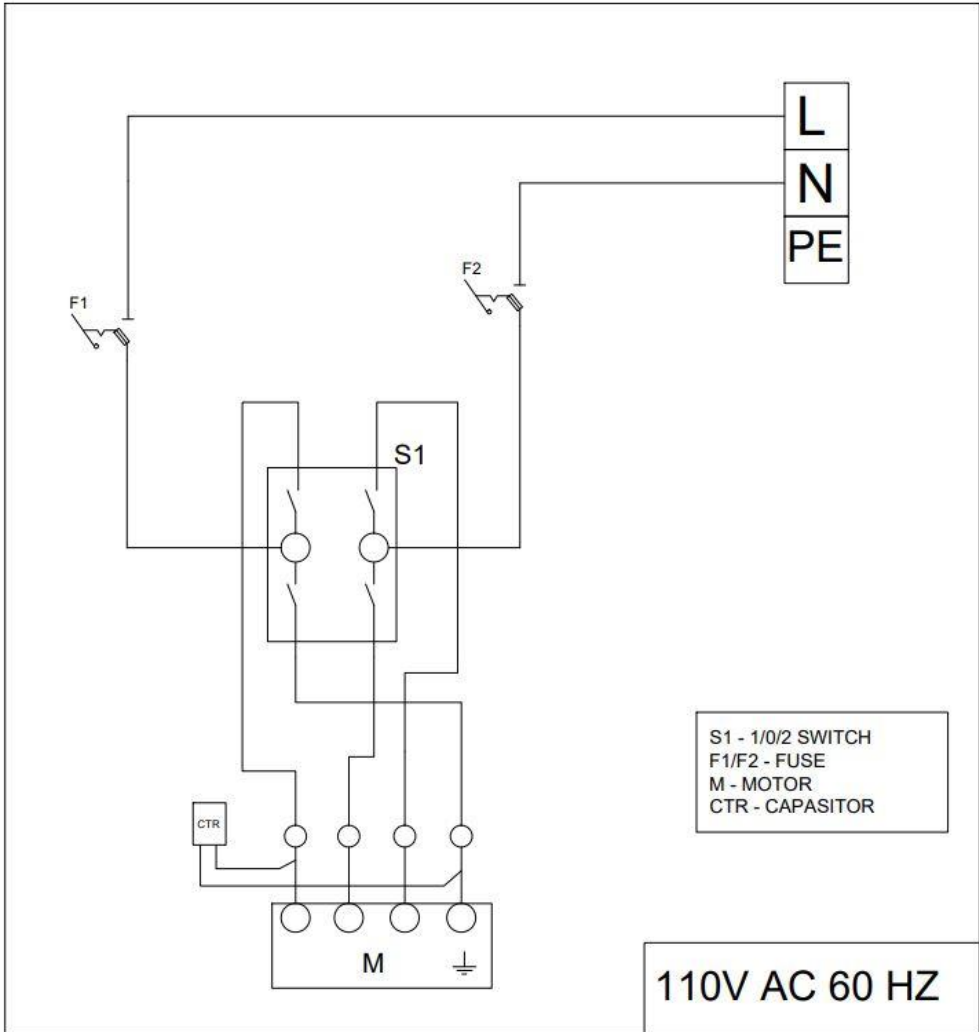 L
N
PE
F1
F2
S1
S1 - 1/0/2 SWITCH
F1/F2 - FUSE
M - MOTOR
CTR - CAPASITOR
CTR
M
110V AC 60 HZ